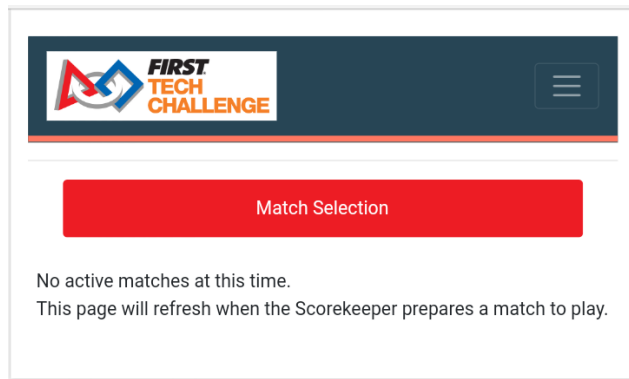 FIRST
TECH
CHALLENGE
Match Selection
No active matches at this time.
This page will refresh when the Scorekeeper prepares a match to play.